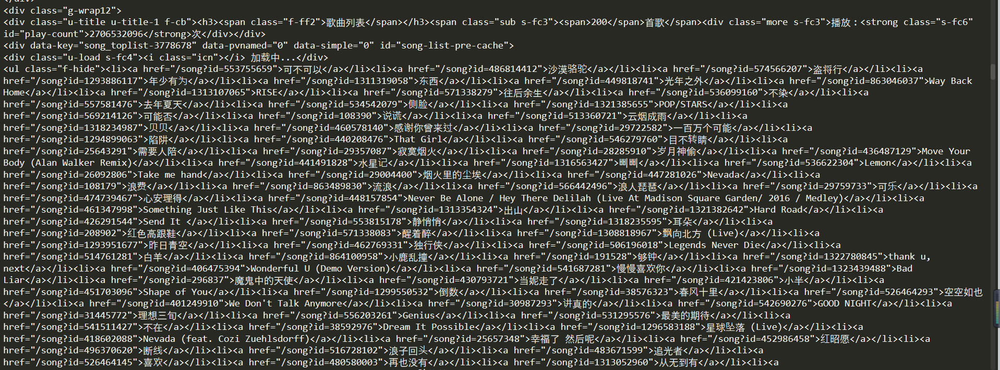 </div>
<div class="g-wrap12">
<div class="u-title u-title-1 f-cb"><h3><span class="f-ff2">歌曲列表</span></h3><span class="sub s-fc3"><span>200</span>首歌</span><div class="more s-fc3">播放：<strong class="s-fc6"
id="play-count">2706532096</strong>次</div></div>
<div data-key="song_toplist-3778678" data-pvnamed="0" data-simple="0" id="song-list-pre-cache">
<div class="u-load s-fc4"><i class="icn"></i> 加载中...</div>
<ul class="f-hide"><li><a href="/song?id=553755659">可不可以</a></li><li><a href="/song?id=486814412">沙漠骆驼</a></li><li><a href="/song?id=574566207">盗将行</a></li><li><a
href="/song?id=1293886117">年少有为</a></li><li><a href="/song?id=1311319058">东西</a></li><li><a href="/song?id=449818741">光年之外</a></li><li><a href="/song?id=863046037">Way Back
Home</a></li><li><a href="/song?id=1313107065">RISE</a></li><li><a href="/song?id=571338279">往后余生</a></li><li><a href="/song?id=536099160">不染</a></li><li><a
href="/song?id=557581476">去年夏天</a></li><li><a href="/song?id=534542079">侧脸</a></li><li><a href="/song?id=1321385655">POP/STARS</a></li><li><a
href="/song?id=569214126">可能否</a></li><li><a href="/song?id=108390">说谎</a></li><li><a href="/song?id=513360721">云烟成雨</a></li><li><a
href="/song?id=1318234987">贝贝</a></li><li><a href="/song?id=460578140">感谢你曾来过</a></li><li><a href="/song?id=29722582">一百万个可能</a></li><li><a
href="/song?id=1294899063">陷阱</a></li><li><a href="/song?id=440208476">That Girl</a></li><li><a href="/song?id=546279760">目不转睛</a></li><li><a
href="/song?id=25643291">需要人陪</a></li><li><a href="/song?id=29357087">寂寞烟火</a></li><li><a href="/song?id=28285910">岁月神偷</a></li><li><a href="/song?id=436487129">Move Your
Body (Alan Walker Remix)</a></li><li><a href="/song?id=441491828">水星记</a></li><li><a href="/song?id=1316563427">哔哔</a></li><li><a href="/song?id=536622304">Lemon</a></li><li><a
href="/song?id=26092806">Take me hand</a></li><li><a href="/song?id=29004400">烟火里的尘埃</a></li><li><a href="/song?id=447281026">Nevada</a></li><li><a
href="/song?id=108179">浪费</a></li><li><a href="/song?id=863489830">流浪</a></li><li><a href="/song?id=566442496">浪人琵琶</a></li><li><a href="/song?id=29759733">可乐</a></li><li><a
href="/song?id=474739467">心安理得</a></li><li><a href="/song?id=448157854">Never Be Alone / Hey There Delilah (Live At Madison Square Garden/ 2016 / Medley)</a></li><li><a
href="/song?id=461347998">Something Just Like This</a></li><li><a href="/song?id=1313354324">出山</a></li><li><a href="/song?id=1321382642">Hard Road</a></li><li><a
href="/song?id=426291544">Send It </a></li><li><a href="/song?id=553815178">静悄悄</a></li><li><a href="/song?id=1318235595">耳朵</a></li><li><a
href="/song?id=208902">红色高跟鞋</a></li><li><a href="/song?id=571338083">醒着醉</a></li><li><a href="/song?id=1308818967">飘向北方 (Live)</a></li><li><a
href="/song?id=1293951677">昨日青空</a></li><li><a href="/song?id=462769331">独行侠</a></li><li><a href="/song?id=506196018">Legends Never Die</a></li><li><a
href="/song?id=514761281">白羊</a></li><li><a href="/song?id=864100958">小鹿乱撞</a></li><li><a href="/song?id=191528">够钟</a></li><li><a href="/song?id=1322780845">thank u,
next</a></li><li><a href="/song?id=406475394">Wonderful U (Demo Version)</a></li><li><a href="/song?id=541687281">慢慢喜欢你</a></li><li><a href="/song?id=1323439488">Bad
Liar</a></li><li><a href="/song?id=296837">魔鬼中的天使</a></li><li><a href="/song?id=430793721">当妮走了</a></li><li><a href="/song?id=421423806">小半</a></li><li><a
href="/song?id=451703096">Shape of You</a></li><li><a href="/song?id=1299550532">倒数</a></li><li><a href="/song?id=38576323">春风十里</a></li><li><a href="/song?id=526464293">空空如也
</a></li><li><a href="/song?id=401249910">We Don't Talk Anymore</a></li><li><a href="/song?id=30987293">讲真的</a></li><li><a href="/song?id=542690276">GOOD NIGHT</a></li><li><a
href="/song?id=31445772">理想三旬</a></li><li><a href="/song?id=556203261">Genius</a></li><li><a href="/song?id=531295576">最美的期待</a></li><li><a
href="/song?id=541511427">不在</a></li><li><a href="/song?id=38592976">Dream It Possible</a></li><li><a href="/song?id=1296583188">星球坠落 (Live)</a></li><li><a
href="/song?id=418602088">Nevada (feat. Cozi Zuehlsdorff)</a></li><li><a href="/song?id=25657348">幸福了 然后呢</a></li><li><a href="/song?id=452986458">红昭愿</a></li><li><a
href="/song?id=496370620">断线</a></li><li><a href="/song?id=516728102">浪子回头</a></li><li><a href="/song?id=483671599">追光者</a></li><li><a
href="/song?id=526464145">喜欢</a></li><li><a href="/song?id=480580003">再也没有</a></li><li><a href="/song?id=1313052960">从无到有</a></li><li><a